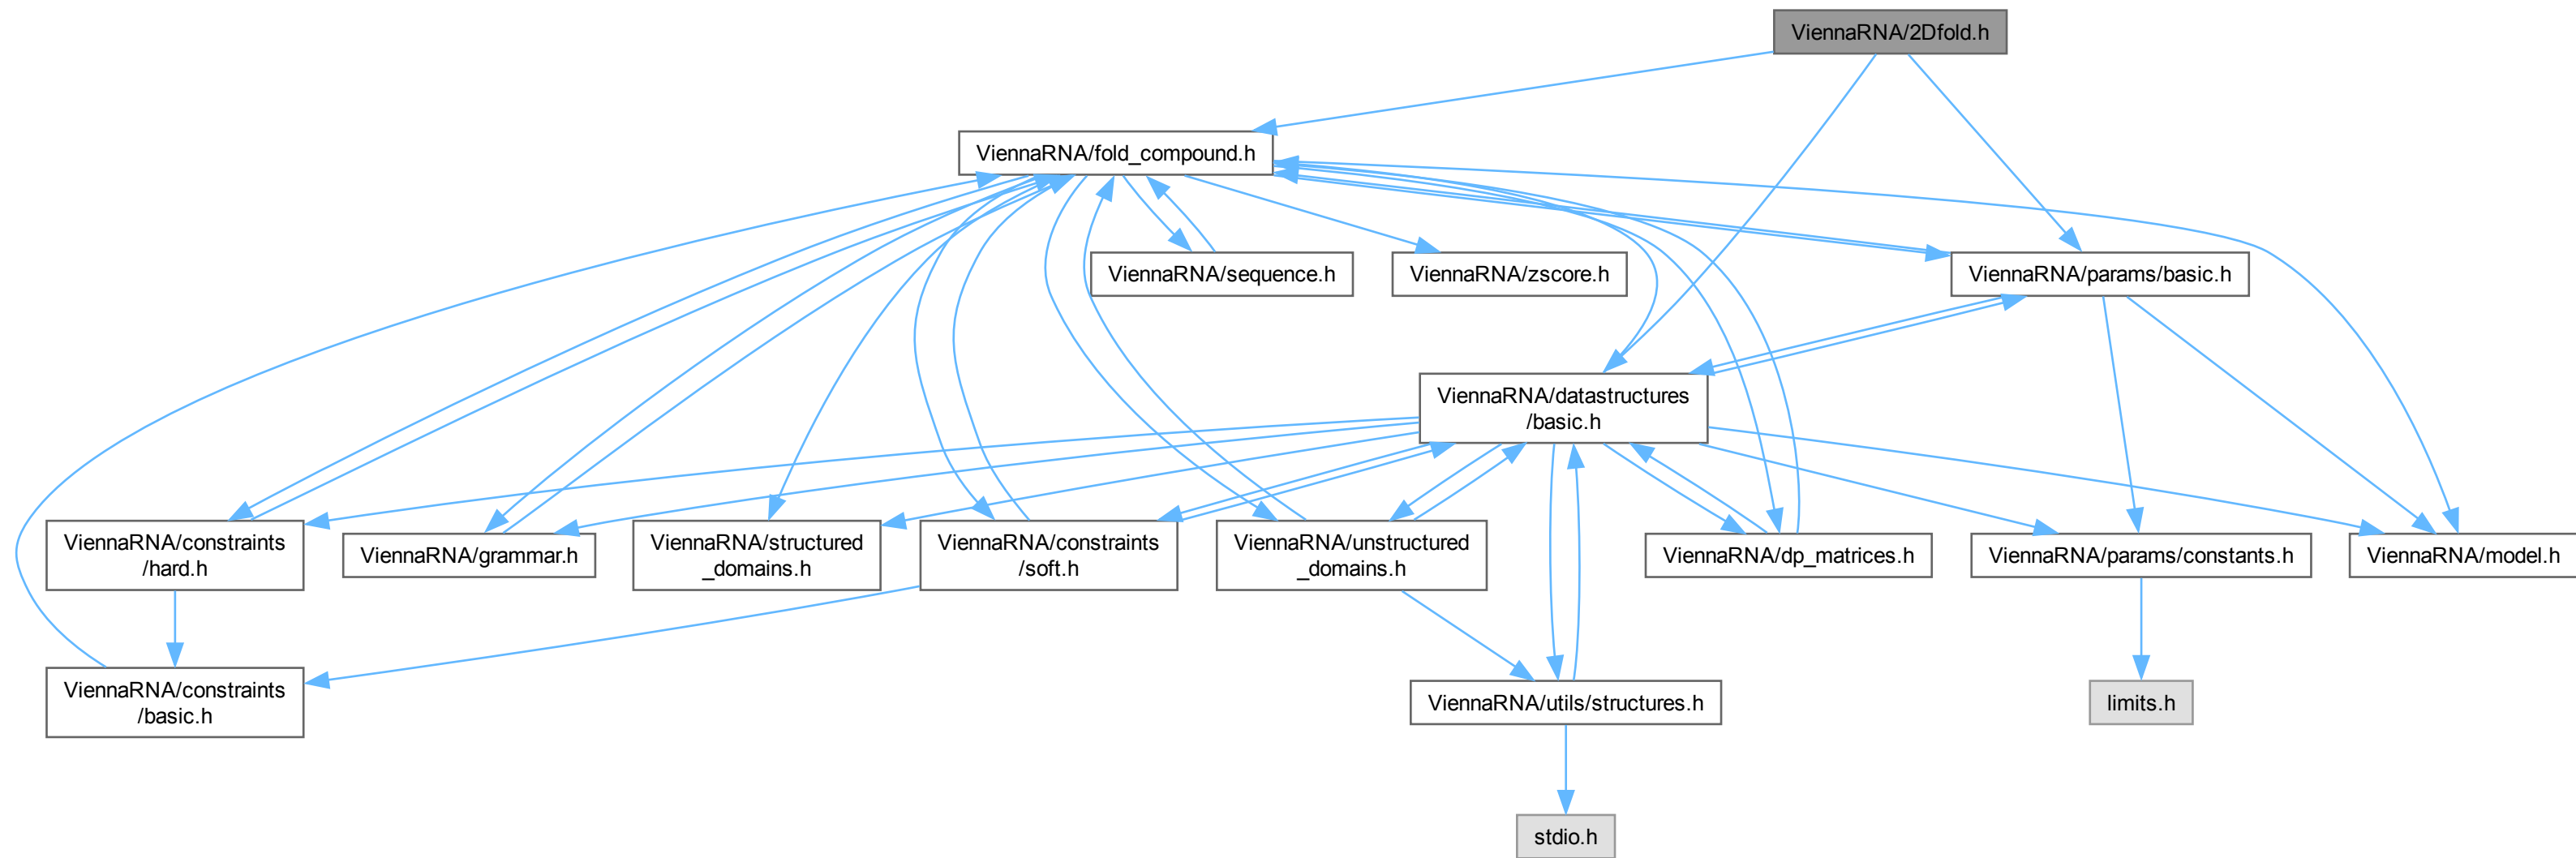 ViennaRNA/2Dfold.h
ViennaRNA/fold_compound.h
ViennaRNA/sequence.h
ViennaRNA/zscore.h
ViennaRNA/params/basic.h
ViennaRNA/datastructures
/basic.h
ViennaRNA/constraints
/hard.h
ViennaRNA/grammar.h
ViennaRNA/structured
_domains.h
ViennaRNA/constraints
/soft.h
ViennaRNA/unstructured
_domains.h
ViennaRNA/dp_matrices.h
ViennaRNA/params/constants.h
ViennaRNA/model.h
ViennaRNA/constraints
/basic.h
ViennaRNA/utils/structures.h
limits.h
stdio.h